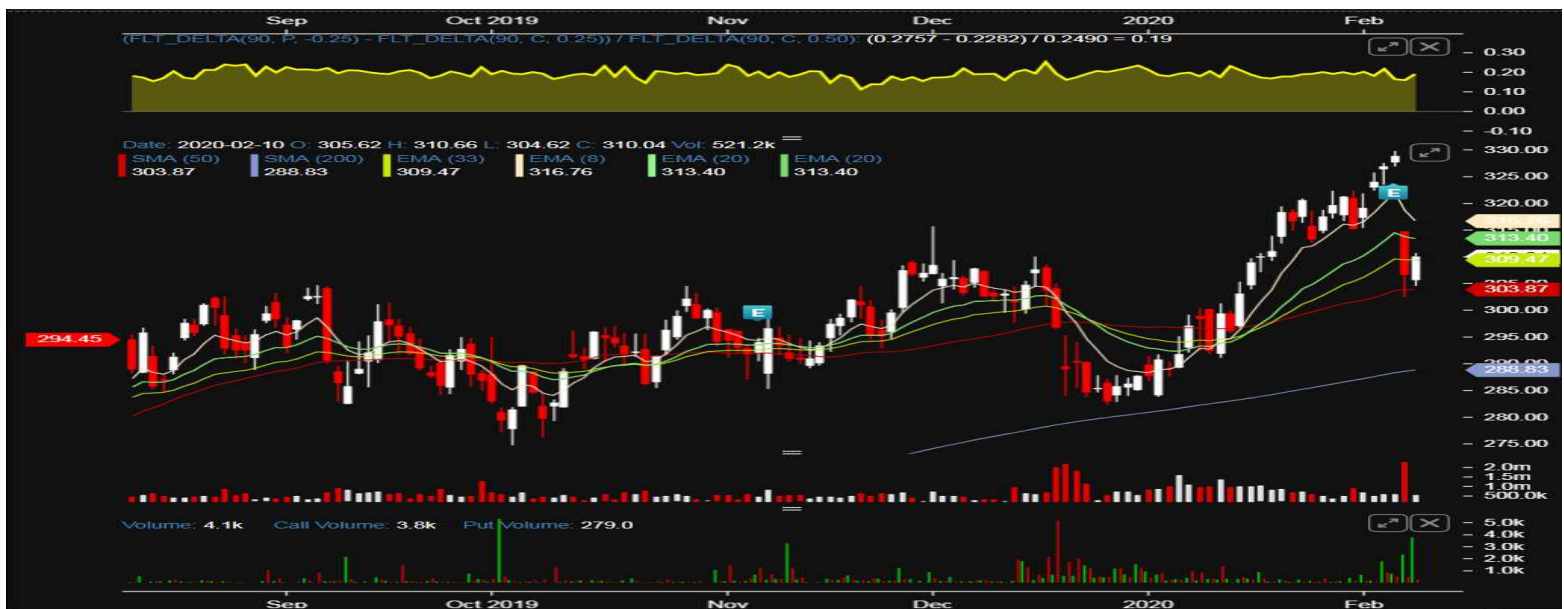 Sep Oct 2019 Nov Dec 2020 Feb
(FLT_DELTA(90, P, -0.25) - FLT_DELTA(90, C, 0.25)) / FLT_DELTA(90, C, 0.50): (0.2757 - 0.2282) / 0.2490 = 0.19
0.30
0.20
0.10
0.00
-0.10
Date: 2020-02-10 O: 305.62 H: 310.66 L: 304.62 C: 310.04 Vol: 521.2k
SMA (50) SMA (200) EMA (33) EMA (8) EMA (20) EMA (20)
303.87 288.83 309.47 316.76 313.40 313.40
330.00
325.00
E
320.00
313.40
309.47
303.87
E
300.00
294.45
295.00
288.83
285.00
280.00
275.00
2.0m
1.5m
1.0m
500.0k
Volume: 4.1k Call Volume: 3.8k Put Volume: 279.0
5.0k
4.0k
3.0k
2.0k
1.0k
Sep Oct 2019 Nov Dec 2020 Feb